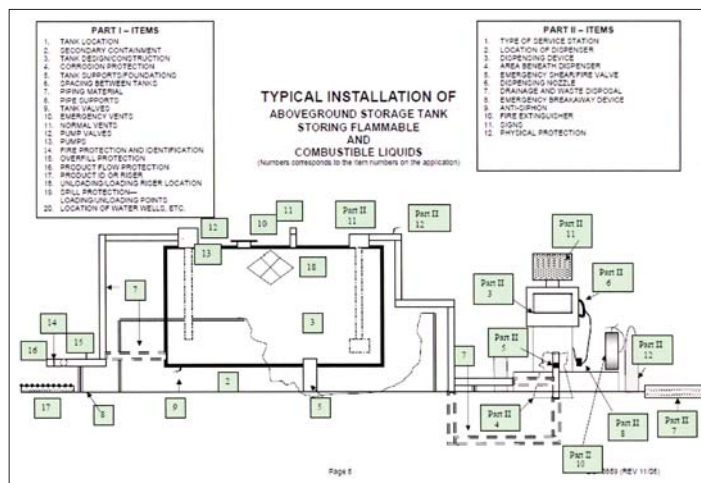 PART I – ITEMS
1. TANK LOCATION
2. SECONDARY CONTAINMENT
3. TANK DESIGN/CONSTRUCTION
4. CORROSION PROTECTION
5. TANK SUPPORTS/FOUNDATIONS
6. SPACING BETWEEN TANKS
7. PIPING MATERIAL
8. PIPE SUPPORTS
9. TANK VALVES
10. EMERGENCY VENTS
11. NORMAL VENTS
12. PUMP VALVES
13. PUMPS
14. FIRE PROTECTION AND IDENTIFICATION
15. OVERFILL PROTECTION
16. PRODUCT FLOW PROTECTION
17. PRODUCT ID OR RISER
18. UNLOADING/LOADING RISER LOCATION
19. SPILL PROTECTION—
LOADING/UNLOADING POINTS
20. LOCATION OF WATER WELLS, ETC.
TYPICAL INSTALLATION OF
ABOVEGROUND STORAGE TANK
STORING FLAMMABLE
AND
COMBUSTIBLE LIQUIDS
(Numbers corresponds to the item numbers on the application)
PART II – ITEMS
1. TYPE OF SERVICE STATION
2. LOCATION OF DISPENSER
3. DISPENSING DEVICE
4. AREA BENEATH DISPENSER
5. EMERGENCY SHEAR/FIRE VALVE
6. DISPENSING NOZZLE
7. DRAINAGE AND WASTE DISPOSAL
8. EMERGENCY BREAKAWAY DEVICE
9. ANTI-SIPHON
10. FIRE EXTINGUISHER
11. SIGNS
12. PHYSICAL PROTECTION
12
10
11
Part II
11
Part II
12
13
18
Part II
11
7
3
Part II
3
Part II
6
14
15
16
7
Part II
5
Part II
12
17
8
9
2
5
Part II
4
Part II
10
Part II
8
Part II
7
Page 6
(REV 11/05)